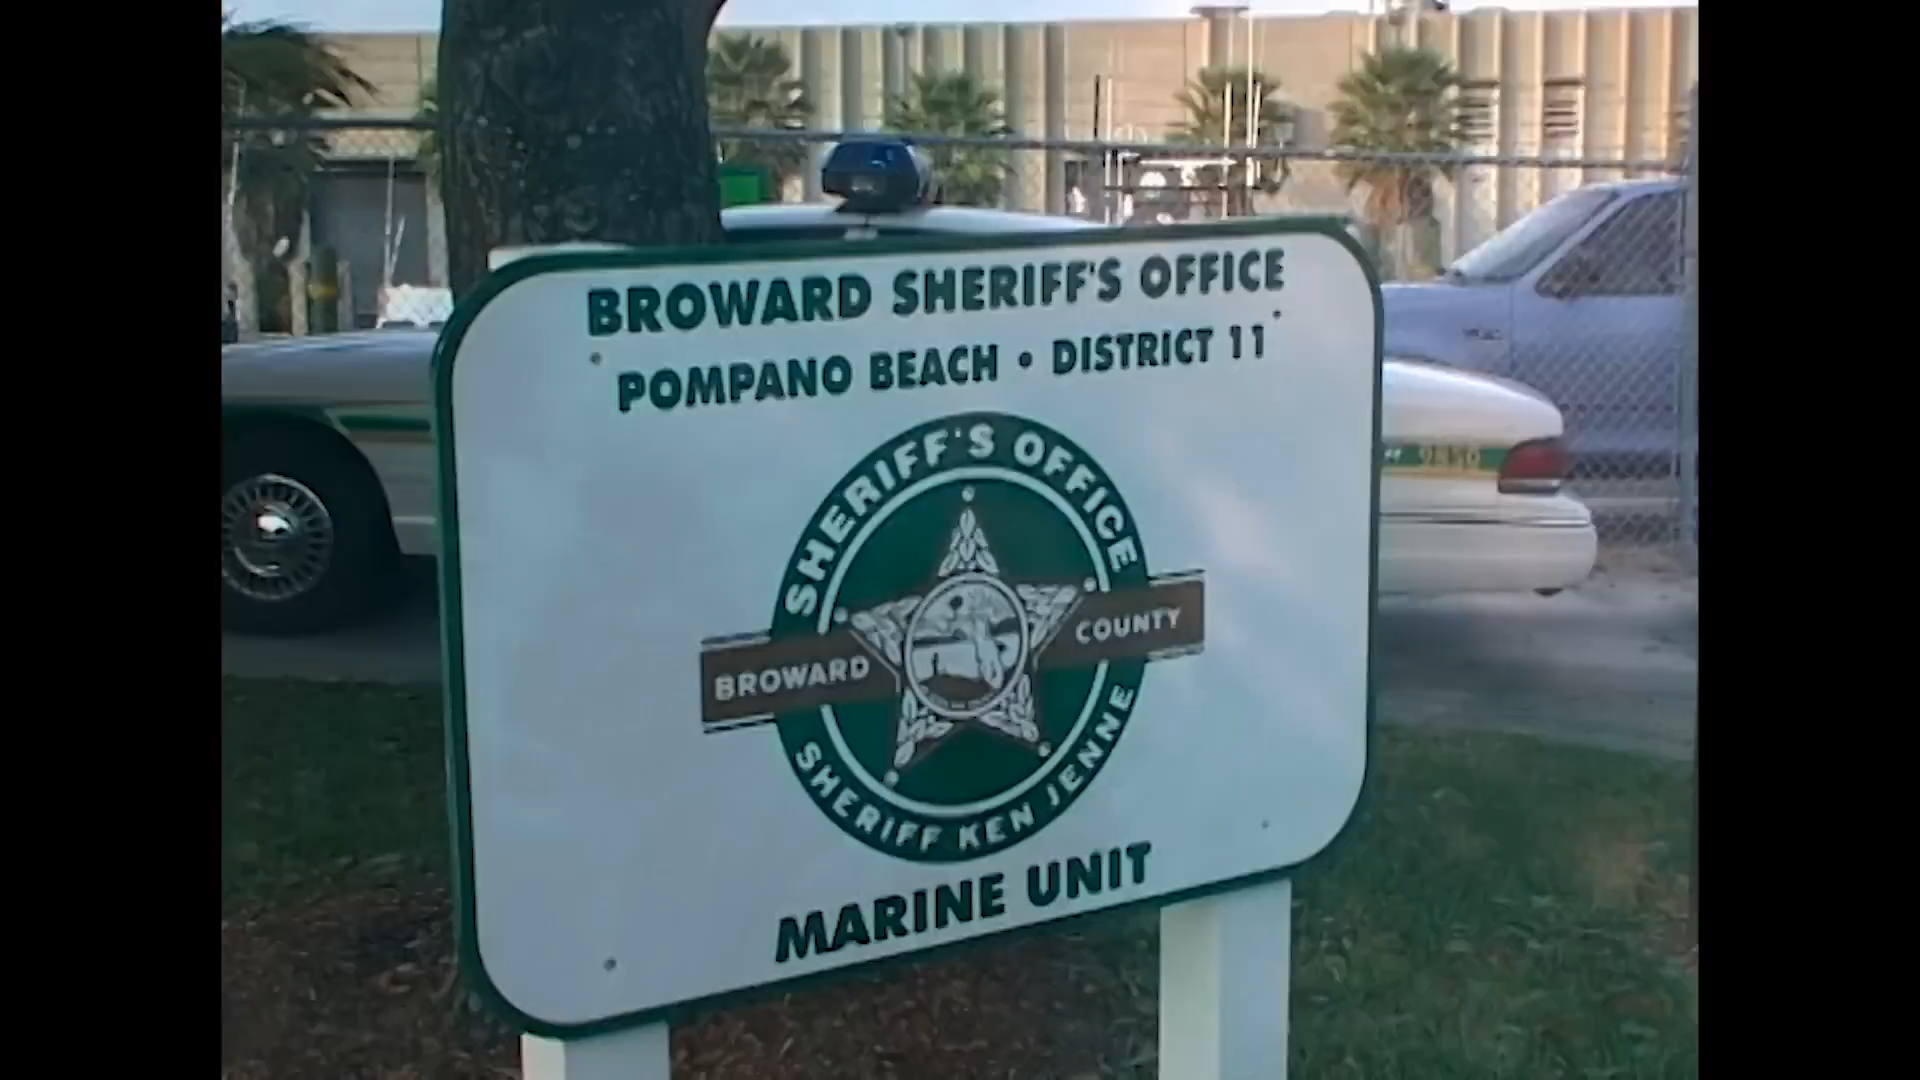 BROWARD SHERIFF'S OFFICE
POMPANO BEACH • DISTRICT 11
SHERIFF'S OFFICE
BROWARD COUNTY
SHERIFF KEN JENNE
MARINE UNIT